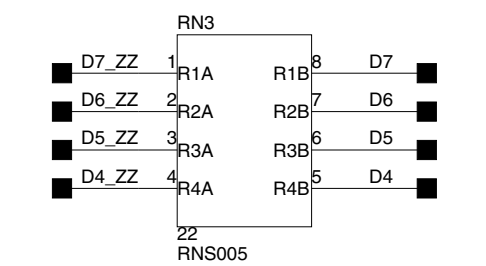 RN3
D7_ZZ 1 R1A R1B 8 D7
D6_ZZ 2 R2A R2B 7 D6
D5_ZZ 3 R3A R3B 6 D5
D4_ZZ 4 R4A R4B 5 D4
22
RNS005